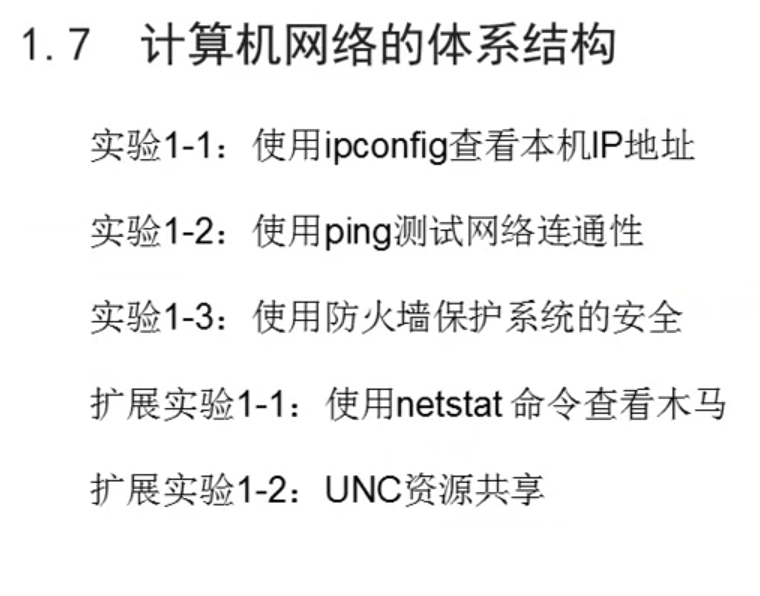 1.7 计算机网络的体系结构
实验1-1：使用ipconfig查看本机IP地址
实验1-2：使用ping测试网络连通性
实验1-3：使用防火墙保护系统的安全
扩展实验1-1：使用netstat 命令查看木马
扩展实验1-2：UNC资源共享